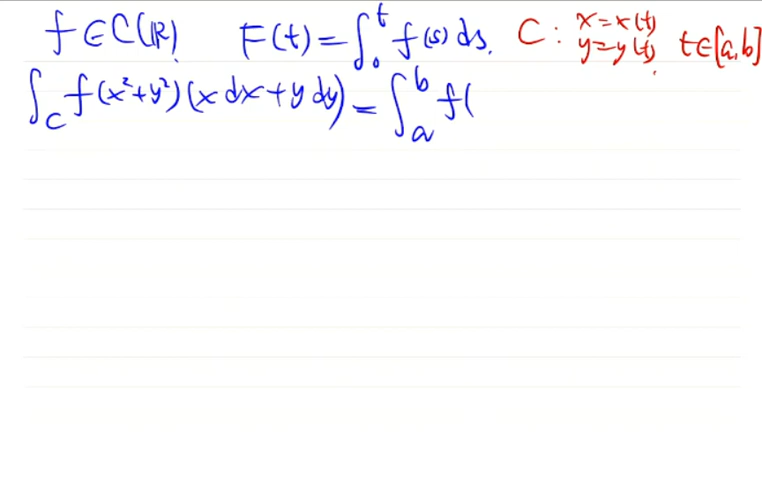 f ∈ C(ℝ). F(t) = ∫₀ᵗ f(s) ds. C: x = x(t) y = y(t). t ∈ [a, b]
∫_C f(x² + y²)(x dx + y dy) = ∫ₐᵇ f(